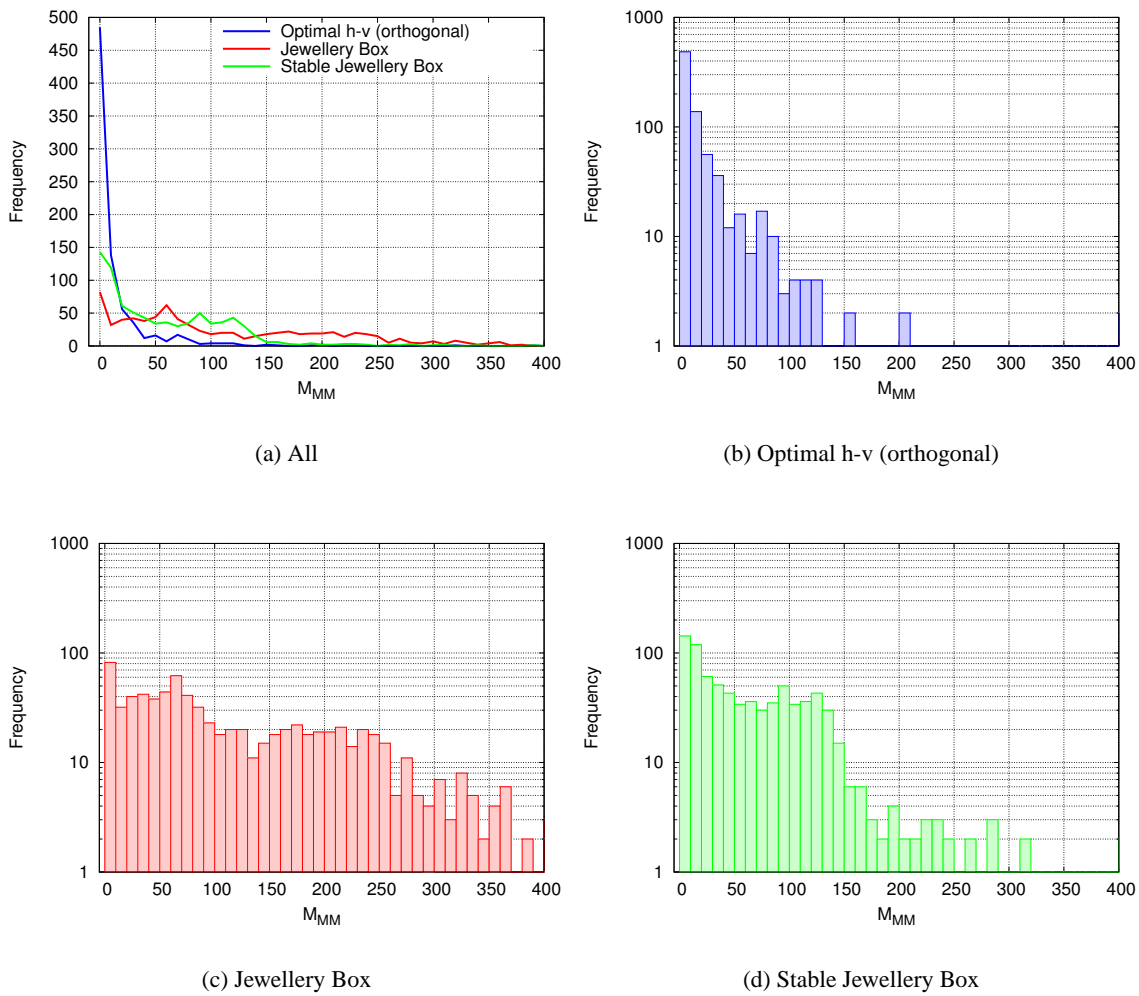 500
450
400
350
300
250
200
150
100
50
0
Frequency
Optimal h-v (orthogonal)
Jewellery Box
Stable Jewellery Box
0 50 100 150 200 250 300 350 400
M_MM
(a) All
1000
100
10
1
Frequency
0 50 100 150 200 250 300 350 400
M_MM
(b) Optimal h-v (orthogonal)
1000
100
10
1
Frequency
0 50 100 150 200 250 300 350 400
M_MM
(c) Jewellery Box
1000
100
10
1
Frequency
0 50 100 150 200 250 300 350 400
M_MM
(d) Stable Jewellery Box